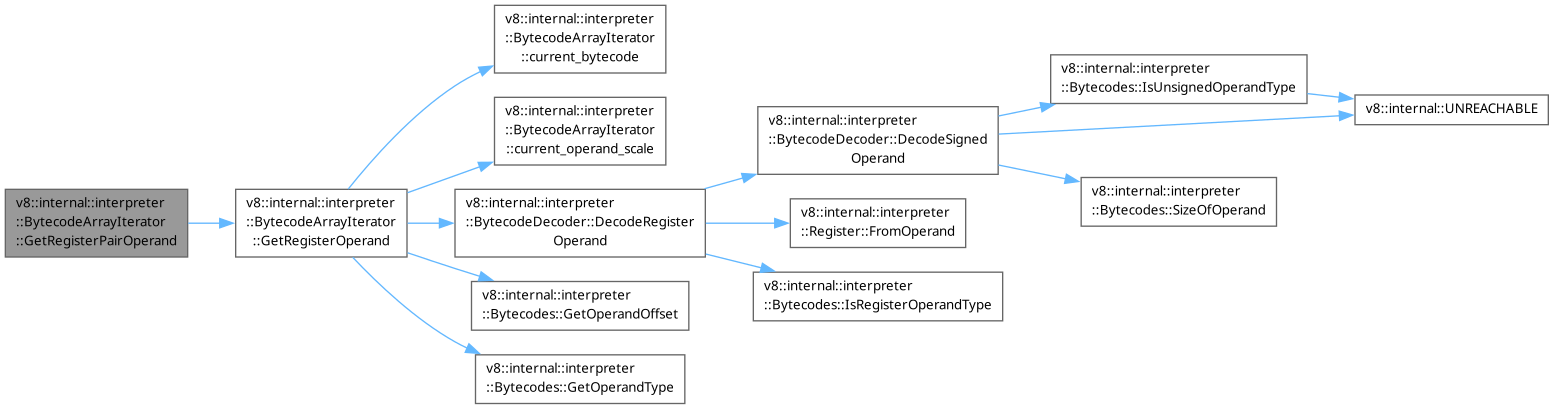 v8::internal::interpreter
::BytecodeArrayIterator
::GetRegisterPairOperand
v8::internal::interpreter
::BytecodeArrayIterator
::GetRegisterOperand
v8::internal::interpreter
::BytecodeArrayIterator
::current_bytecode
v8::internal::interpreter
::BytecodeArrayIterator
::current_operand_scale
v8::internal::interpreter
::BytecodeDecoder::DecodeRegister
Operand
v8::internal::interpreter
::Bytecodes::GetOperandOffset
v8::internal::interpreter
::Bytecodes::GetOperandType
v8::internal::interpreter
::BytecodeDecoder::DecodeSigned
Operand
v8::internal::interpreter
::Register::FromOperand
v8::internal::interpreter
::Bytecodes::IsRegisterOperandType
v8::internal::interpreter
::Bytecodes::IsUnsignedOperandType
v8::internal::interpreter
::Bytecodes::SizeOfOperand
v8::internal::UNREACHABLE